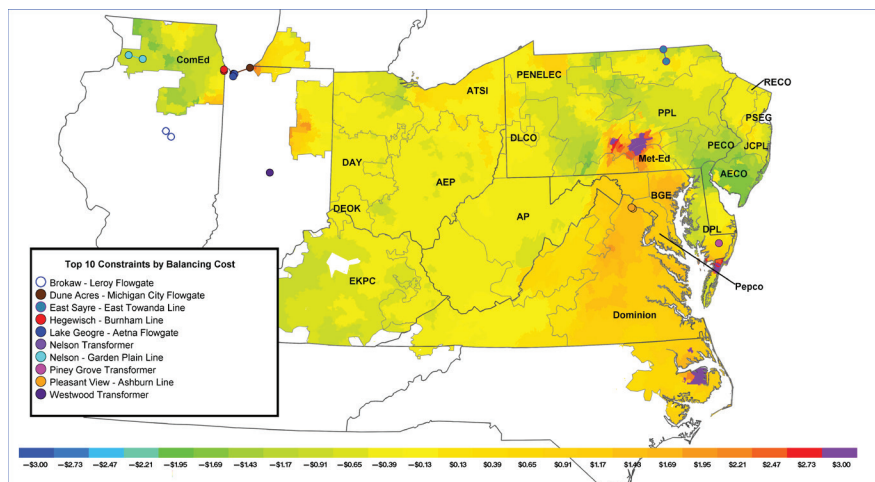 ComEd
PENELEC
RECO
ATSI
PPL
PSEG
DLCO
PECO
JCPL
Met-Ed
DAY
AECO
AEP
BGE
DEOK
AP
DPL
EKPC
Pepco
Dominion
Top 10 Constraints by Balancing Cost
Brokaw - Leroy Flowgate
Dune Acres - Michigan City Flowgate
East Sayre - East Towanda Line
Hegewisch - Burnham Line
Lake Geogre - Aetna Flowgate
Nelson Transformer
Nelson - Garden Plain Line
Piney Grove Transformer
Pleasant View - Ashburn Line
Westwood Transformer
–$3.00 –$2.73 –$2.47 –$2.21 –$1.95 –$1.69 –$1.43 –$1.17 –$0.91 –$0.65 –$0.39 –$0.13 $0.13 $0.39 $0.65 $0.91 $1.17 $1.43 $1.69 $1.95 $2.21 $2.47 $2.73 $3.00